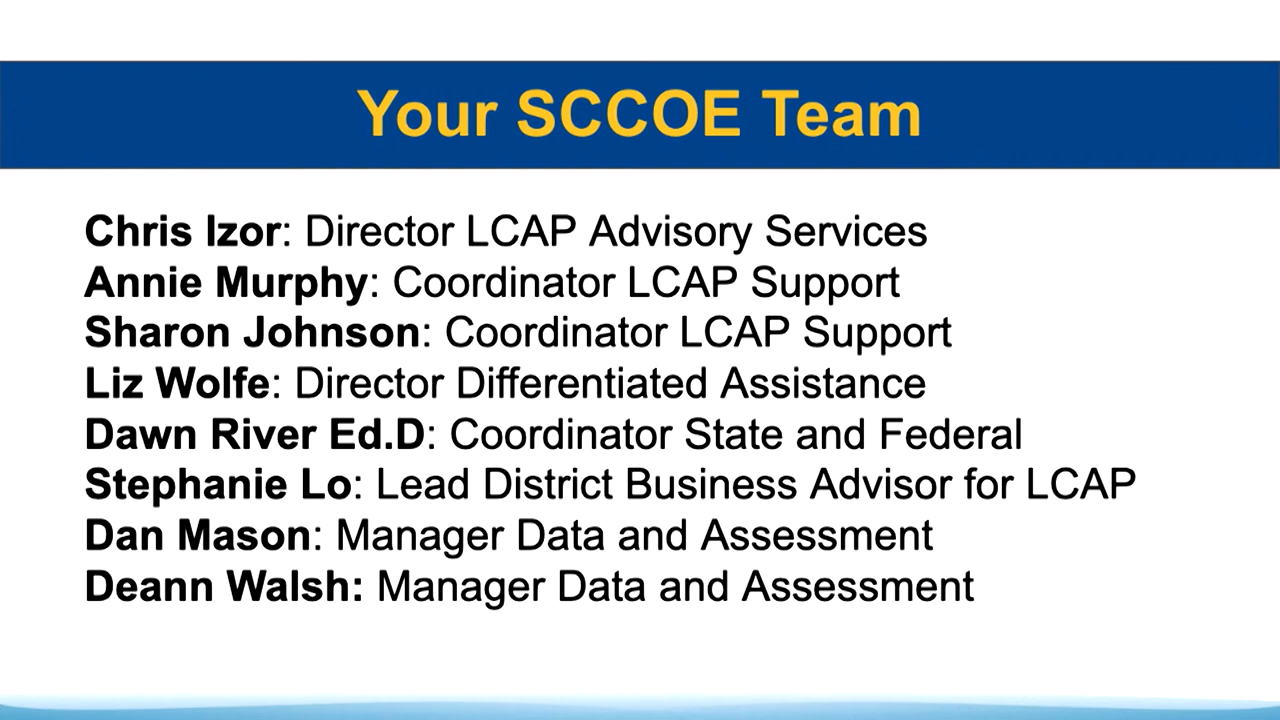 Your SCCOE Team
Chris Izor: Director LCAP Advisory Services
Annie Murphy: Coordinator LCAP Support
Sharon Johnson: Coordinator LCAP Support
Liz Wolfe: Director Differentiated Assistance
Dawn River Ed.D: Coordinator State and Federal
Stephanie Lo: Lead District Business Advisor for LCAP
Dan Mason: Manager Data and Assessment
Deann Walsh: Manager Data and Assessment